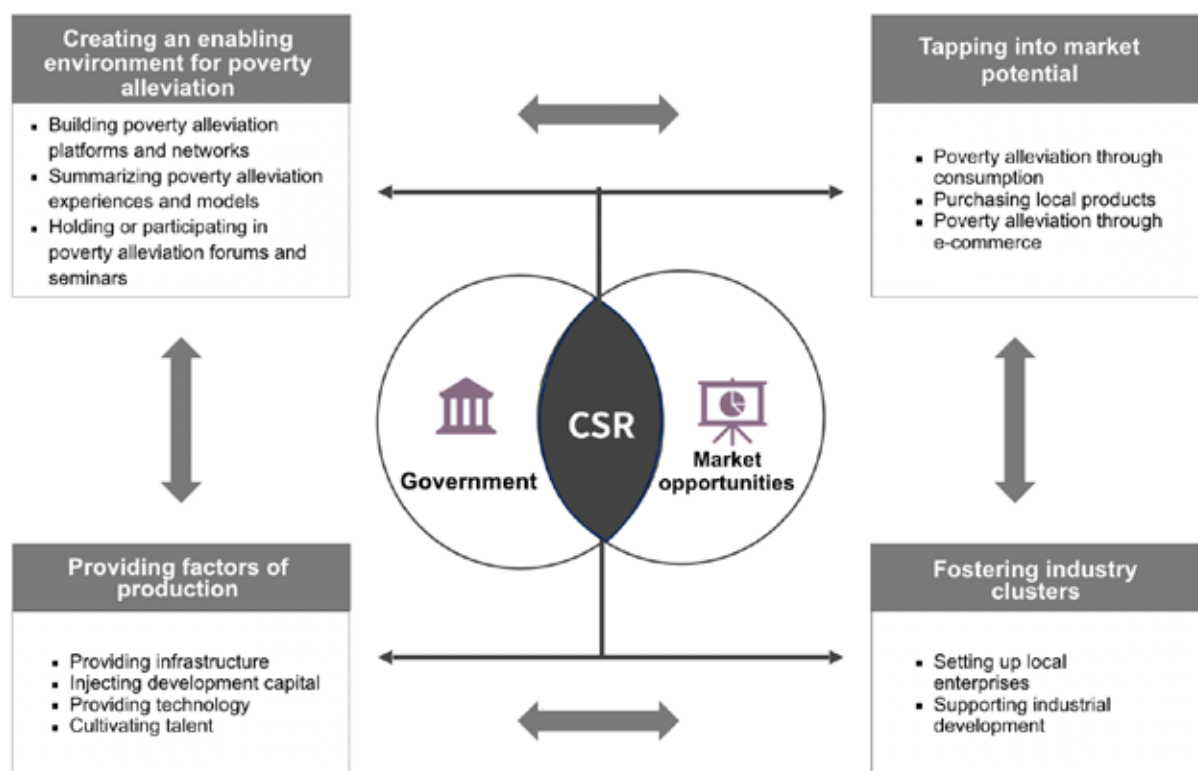 Creating an enabling
environment for poverty
alleviation
▪ Building poverty alleviation
platforms and networks
▪ Summarizing poverty alleviation
experiences and models
▪ Holding or participating in
poverty alleviation forums and
seminars
Tapping into market
potential
▪ Poverty alleviation through
consumption
▪ Purchasing local products
▪ Poverty alleviation through
e-commerce
Government
CSR
Market
opportunities
Providing factors of
production
▪ Providing infrastructure
▪ Injecting development capital
▪ Providing technology
▪ Cultivating talent
Fostering industry
clusters
▪ Setting up local
enterprises
▪ Supporting industrial
development